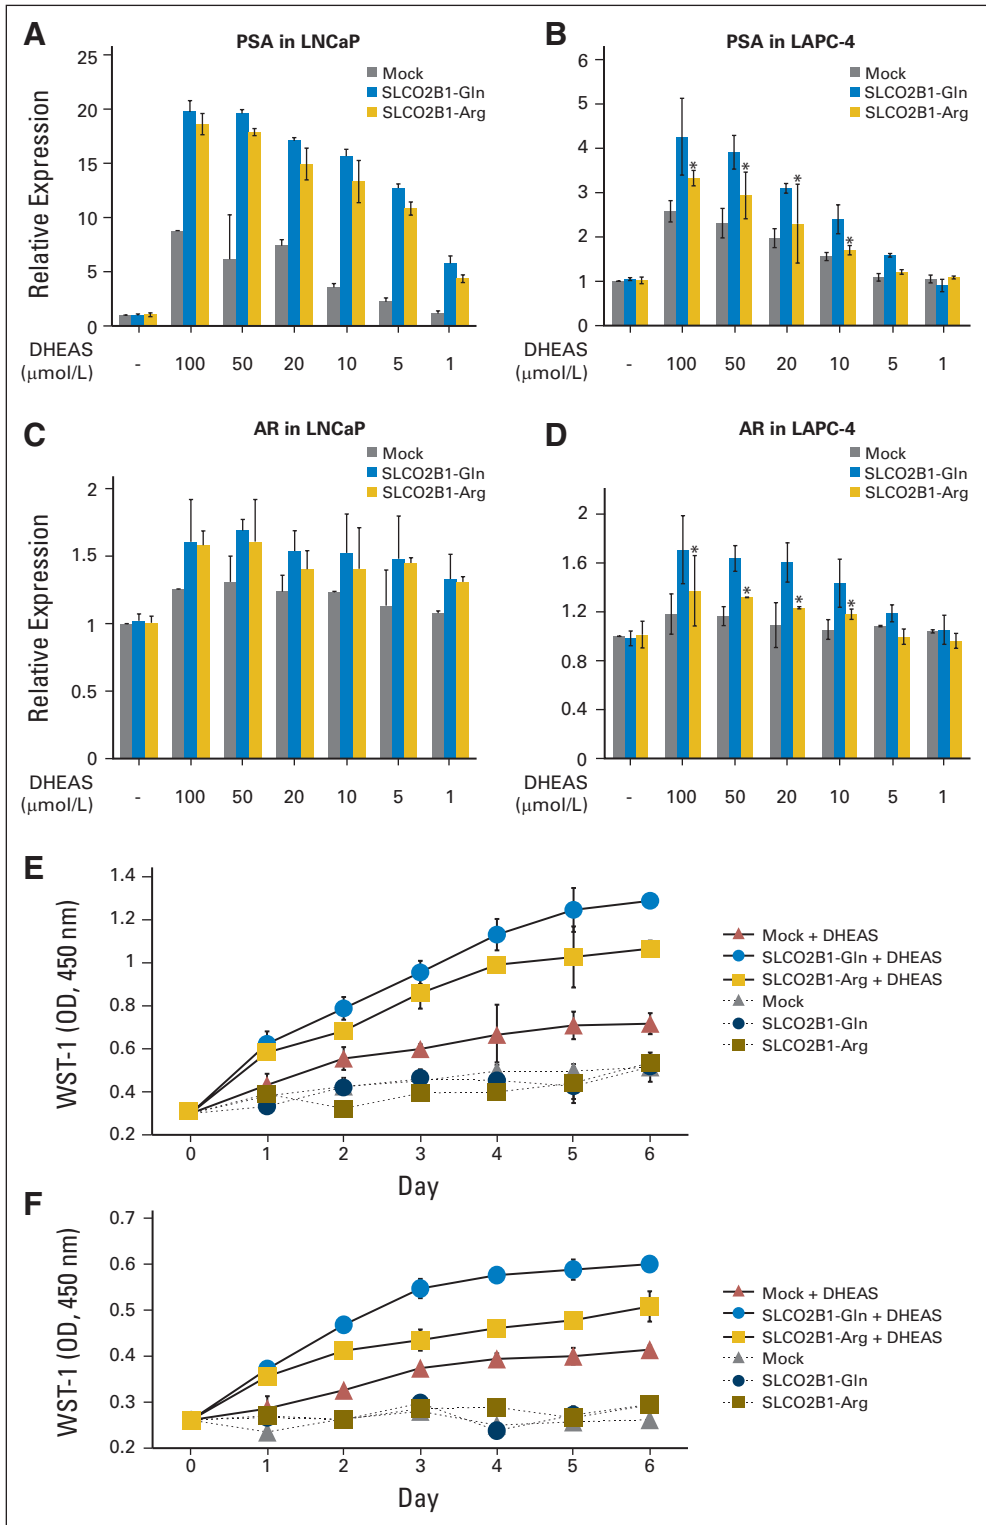 A
PSA in LNCaP
Mock
SLCO2B1-Gln
SLCO2B1-Arg
Relative Expression
25
20
15
10
5
0
DHEAS
(μmol/L)
- 100 50 20 10 5 1
B
PSA in LAPC-4
Mock
SLCO2B1-Gln
SLCO2B1-Arg
6
5
4
3
2
1
0
* * * *
DHEAS
(μmol/L)
- 100 50 20 10 5 1
C
AR in LNCaP
Mock
SLCO2B1-Gln
SLCO2B1-Arg
Relative Expression
2
1.5
1
0.5
0
DHEAS
(μmol/L)
- 100 50 20 10 5 1
D
AR in LAPC-4
Mock
SLCO2B1-Gln
SLCO2B1-Arg
2
1.6
1.2
0.8
0.4
0
* * * *
DHEAS
(μmol/L)
- 100 50 20 10 5 1
E
WST-1 (OD, 450 nm)
1.4
1.2
1
0.8
0.6
0.4
0.2
0 1 2 3 4 5 6
Day
Mock + DHEAS
SLCO2B1-Gln + DHEAS
SLCO2B1-Arg + DHEAS
Mock
SLCO2B1-Gln
SLCO2B1-Arg
F
WST-1 (OD, 450 nm)
0.7
0.6
0.5
0.4
0.3
0.2
0 1 2 3 4 5 6
Day
Mock + DHEAS
SLCO2B1-Gln + DHEAS
SLCO2B1-Arg + DHEAS
Mock
SLCO2B1-Gln
SLCO2B1-Arg